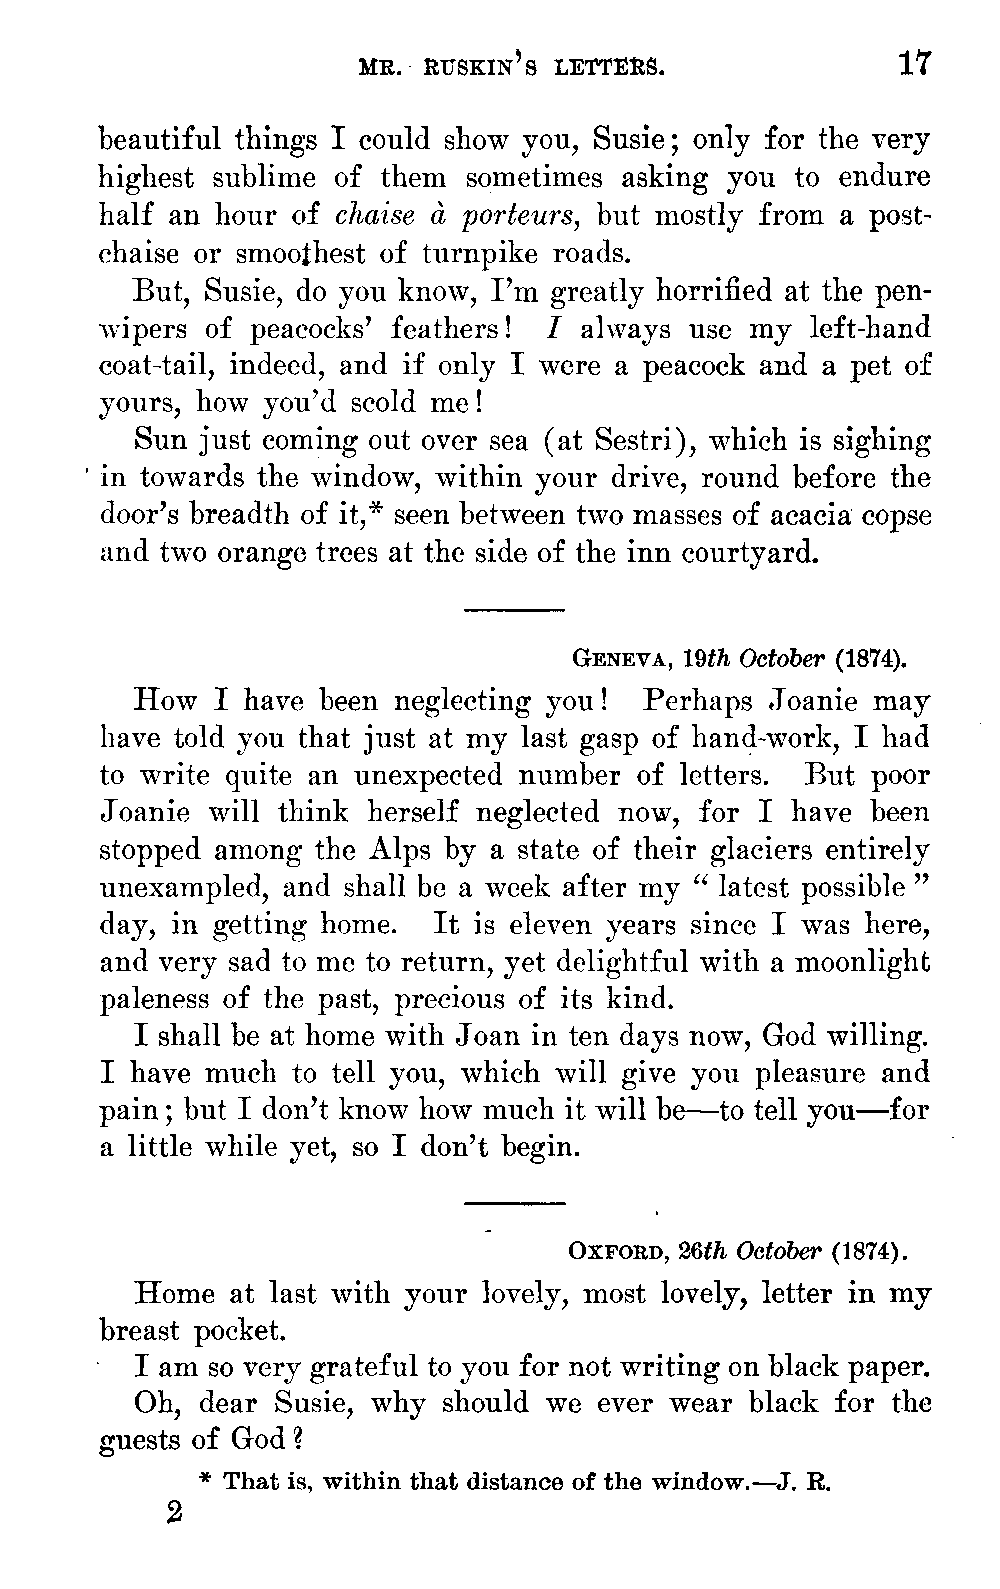 MR. RUSKIN'S LETTERS. 17
beautiful things I could show you, Susie; only for the very
highest sublime of them sometimes asking you to endure
half an hour of chaise à porteurs, but mostly from a post-
chaise or smoothest of turnpike roads.
But, Susie, do you know, I'm greatly horrified at the pen-
wipers of peacocks' feathers! I always use my left-hand
coat-tail, indeed, and if only I were a peacock and a pet of
yours, how you'd scold me!
Sun just coming out over sea (at Sestri), which is sighing
in towards the window, within your drive, round before the
door's breadth of it,* seen between two masses of acacia copse
and two orange trees at the side of the inn courtyard.
GENEVA, 19th October (1874).
How I have been neglecting you! Perhaps Joanie may
have told you that just at my last gasp of hand-work, I had
to write quite an unexpected number of letters. But poor
Joanie will think herself neglected now, for I have been
stopped among the Alps by a state of their glaciers entirely
unexampled, and shall be a week after my "latest possible"
day, in getting home. It is eleven years since I was here,
and very sad to me to return, yet delightful with a moonlight
paleness of the past, precious of its kind.
I shall be at home with Joan in ten days now, God willing.
I have much to tell you, which will give you pleasure and
pain; but I don't know how much it will be—to tell you—for
a little while yet, so I don't begin.
OXFORD, 26th October (1874).
Home at last with your lovely, most lovely, letter in my
breast pocket.
I am so very grateful to you for not writing on black paper.
Oh, dear Susie, why should we ever wear black for the
guests of God?
* That is, within that distance of the window.—J. R.
2